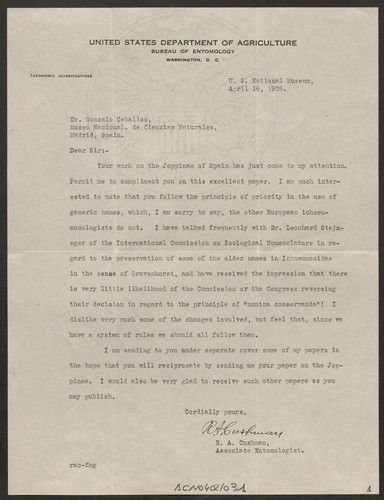 UNITED STATES DEPARTMENT OF AGRICULTURE
BUREAU OF ENTOMOLOGY
WASHINGTON, D. C.
TAXONOMIC INVESTIGATIONS
U. S. National Museum,
April 16, 1926.
Dr. Gonzalo Ceballos,
Museo Nacional de Ciencias Naturales,
Madrid, Spain.
Dear Sir:-
Your work on the Joppinae of Spain has just come to my attention.
Permit me to compliment you on this excellent paper. I am much inter-
ested to note that you follow the principle of priority in the use of
generic names, which, I am sorry to say, the other European ichneu-
monologists do not. I have talked frequently with Dr. Leonhard Stejn-
eger of the International Commission on Zoological Nomenclature in re-
gard to the preservation of some of the older names in Ichneumonidae
in the sense of Gravenhorst, and have received the impression that there
is very little likelihood of the Commission or the Congress reversing
their decision in regard to the principle of "nomina conservanda"! I
dislike very much some of the changes involved, but feel that, since we
have a system of rules we should all follow them.
I am sending to you under separate cover some of my papers in
the hope that you will reciprocate by sending me your paper on the Jop-
pinae. I would also be very glad to receive such other papers as you
may publish.
Cordially yours,
R A Cushman
R. A. Cushman,
Associate Entomologist.
rac-fmg
ACN0402/031